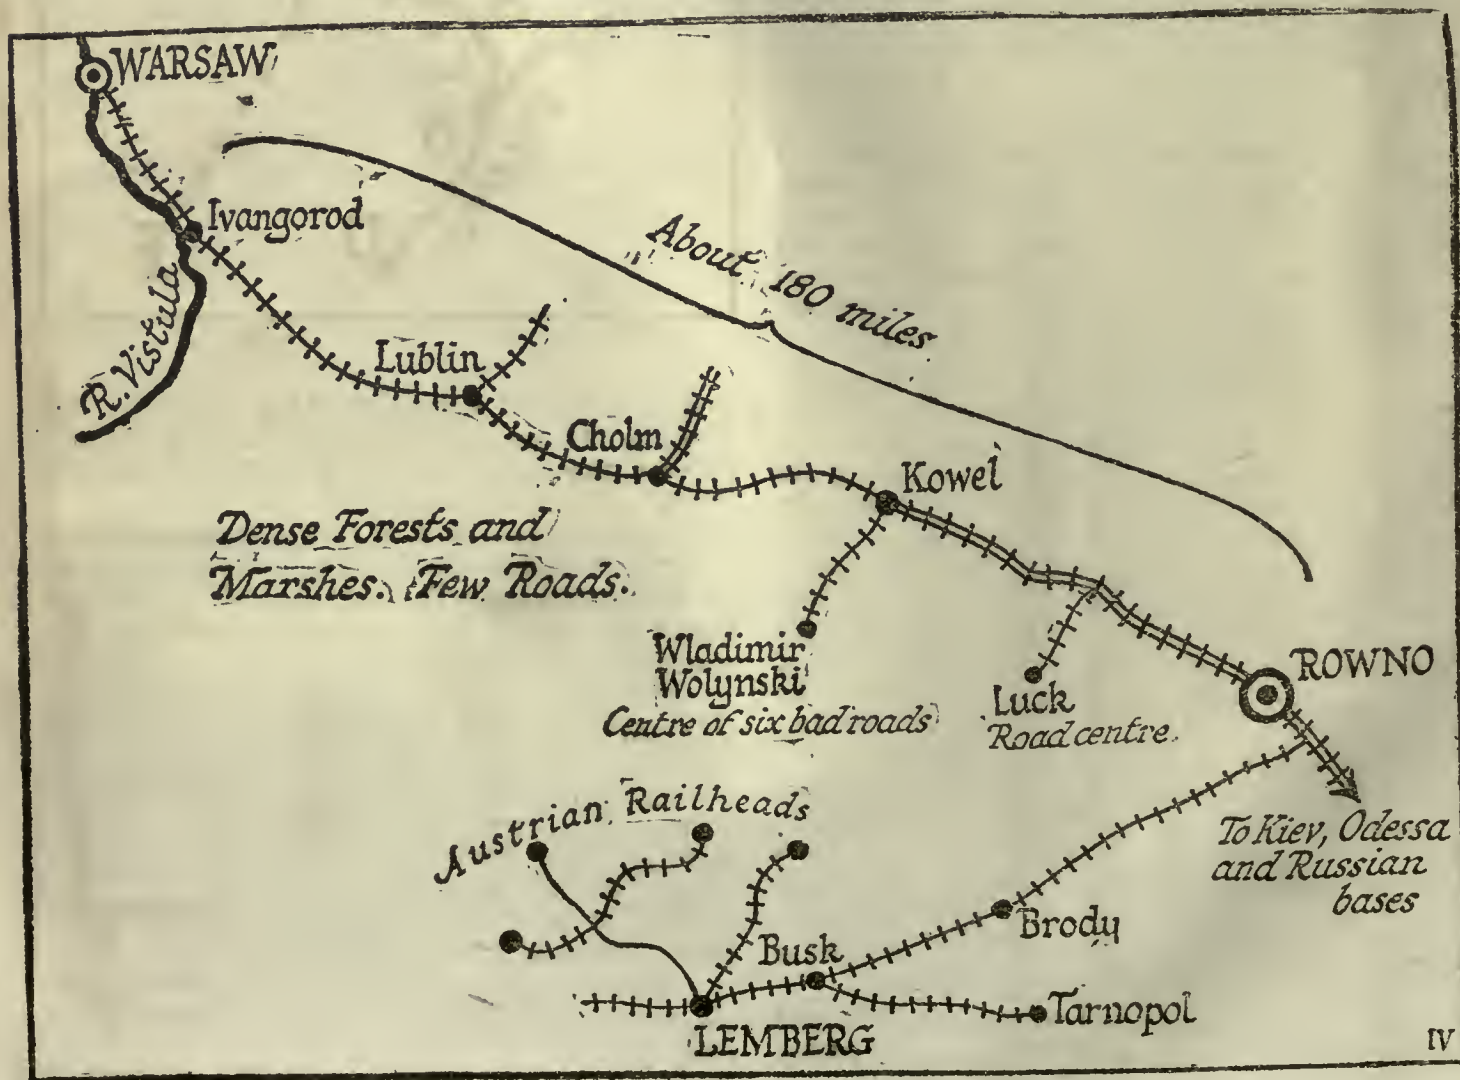 WARSAW
Ivangorod
R. Vistula
About 180 miles
Lublin
Cholm
Kowel
Dense Forests and
Marshes. Few Roads.
Wladimir
Wolynski
Centre of six bad roads
Luck
Road centre.
ROWNO
To Kiev, Odessa
and Russian
bases
Austrian Railheads
Busk
Brody
Tarnopol
LEMBERG
IV